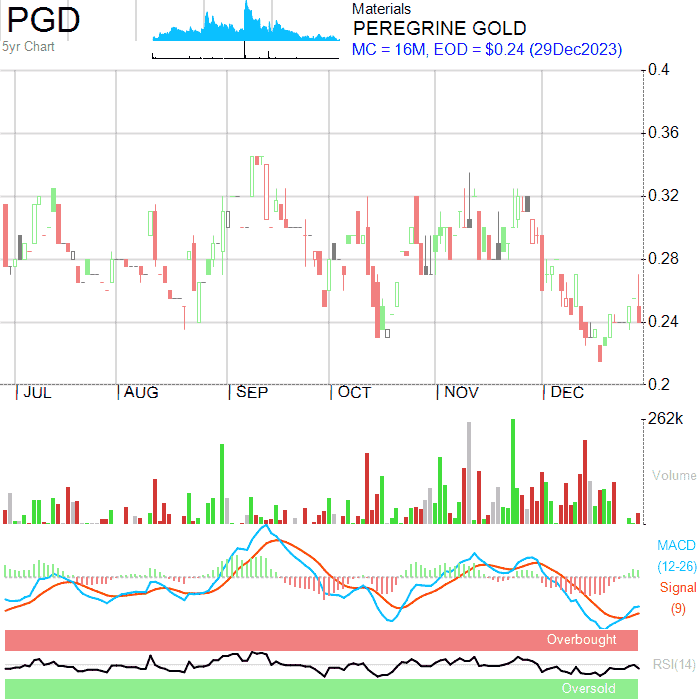 PGD
5yr Chart
Materials
PEREGRINE GOLD
MC = 16M, EOD = $0.24 (29Dec2023)
0.4
0.36
0.32
0.28
0.24
0.2
JUL AUG SEP OCT NOV DEC
262k
Volume
MACD
(12-26)
Signal
(9)
Overbought
RSI(14)
Oversold